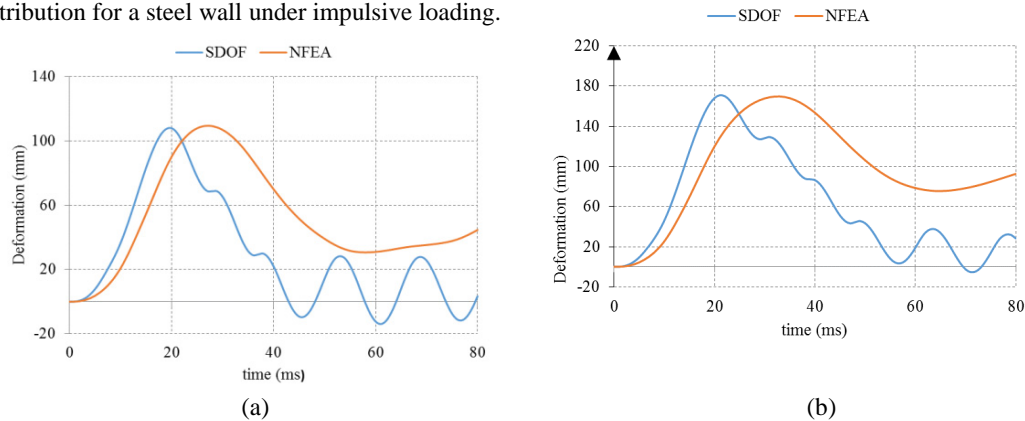 tribution for a steel wall under impulsive loading.
SDOF NFEA
140
100
60
20
-20
0 20 40 60 80
Deformation (mm)
time (ms)
(a)
SDOF NFEA
220
180
140
100
60
20
-20
0 20 40 60 80
Deformation (mm)
time (ms)
(b)